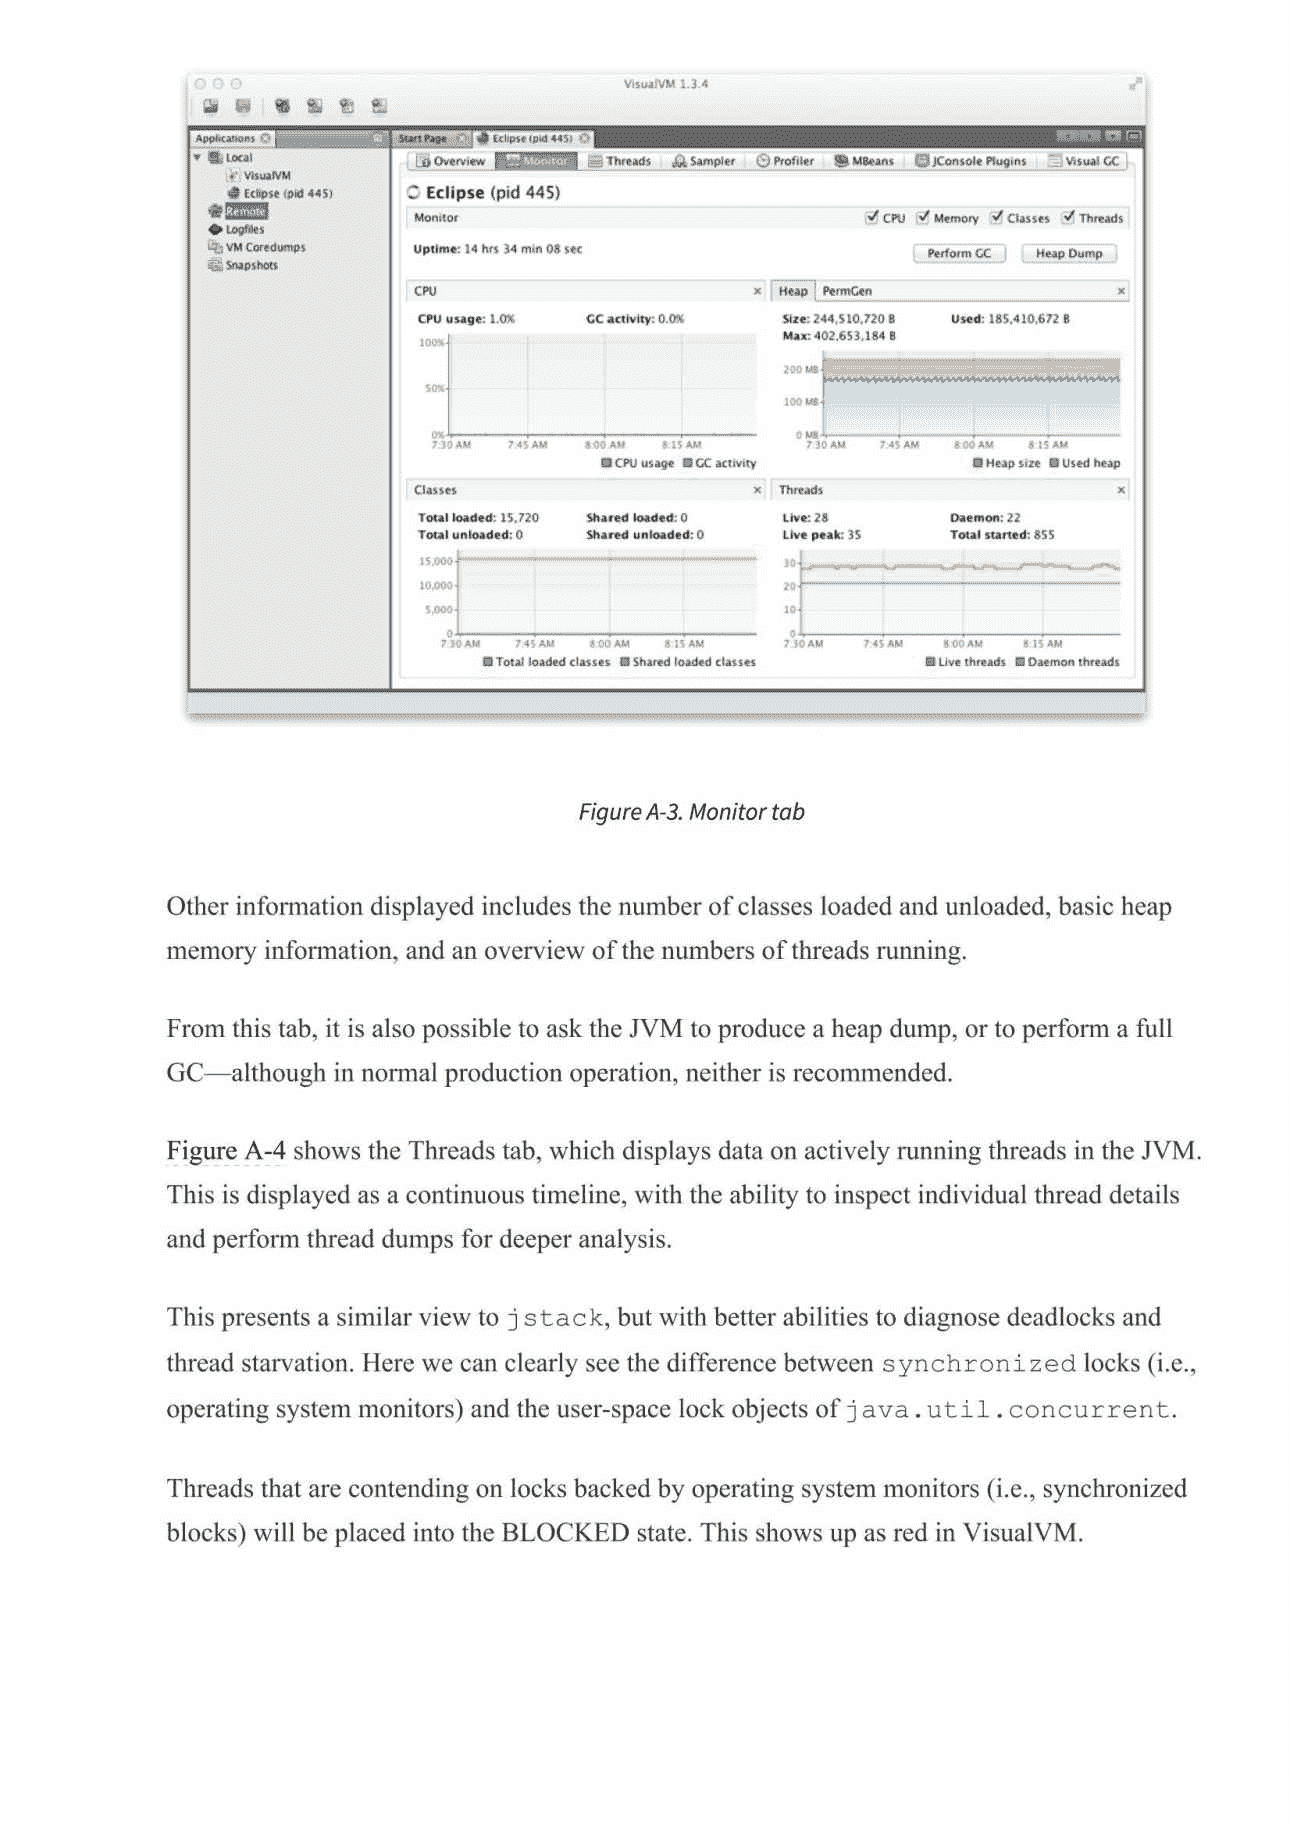 VisualVM 1.3.4
Applications
Start Page
Eclipse (pid 445)
Local
VisualVM
Eclipse (pid 445)
Remote
Logfiles
VM Coredumps
Snapshots
Overview Monitor Threads Sampler Profiler MBeans JConsole Plugins Visual GC
Eclipse (pid 445)
Monitor
CPU Memory Classes Threads
Uptime: 14 hrs 34 min 08 sec
Perform GC Heap Dump
CPU
CPU usage: 1.0% GC activity: 0.0%
100%
50%
0%
7:30 AM 7:45 AM 8:00 AM 8:15 AM
CPU usage GC activity
Heap PermGen
Size: 244,510,720 B Used: 185,410,672 B
Max: 402,653,184 B
200 MB
100 MB
0 MB
7:30 AM 7:45 AM 8:00 AM 8:15 AM
Heap size Used heap
Classes
Total loaded: 15,720 Shared loaded: 0
Total unloaded: 0 Shared unloaded: 0
15,000
10,000
5,000
0
7:30 AM 7:45 AM 8:00 AM 8:15 AM
Total loaded classes Shared loaded classes
Threads
Live: 28 Daemon: 22
Live peak: 35 Total started: 855
30
20
10
0
7:30 AM 7:45 AM 8:00 AM 8:15 AM
Live threads Daemon threads
Figure A-3. Monitor tab
Other information displayed includes the number of classes loaded and unloaded, basic heap
memory information, and an overview of the numbers of threads running.
From this tab, it is also possible to ask the JVM to produce a heap dump, or to perform a full
GC—although in normal production operation, neither is recommended.
Figure A-4 shows the Threads tab, which displays data on actively running threads in the JVM.
This is displayed as a continuous timeline, with the ability to inspect individual thread details
and perform thread dumps for deeper analysis.
This presents a similar view to jstack, but with better abilities to diagnose deadlocks and
thread starvation. Here we can clearly see the difference between synchronized locks (i.e.,
operating system monitors) and the user-space lock objects of java.util.concurrent.
Threads that are contending on locks backed by operating system monitors (i.e., synchronized
blocks) will be placed into the BLOCKED state. This shows up as red in VisualVM.